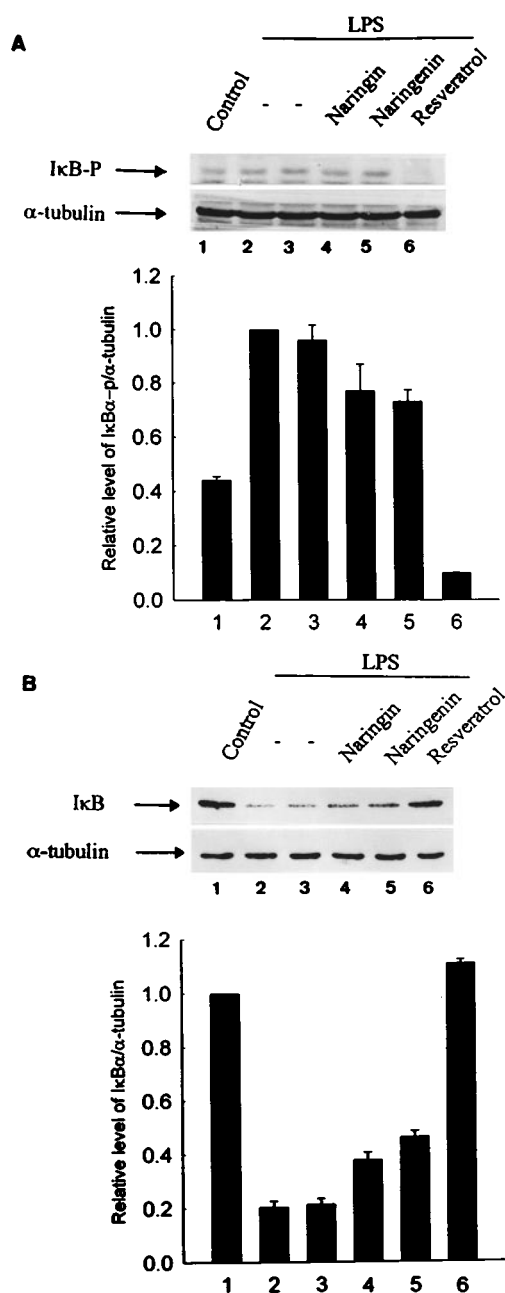 A
LPS
Control - - Naringin Naringenin Resveratrol
IκB-P
α-tubulin
1 2 3 4 5 6
Relative level of IκBα–p/α-tubulin
1.2
1.0
0.8
0.6
0.4
0.2
0.0
1 2 3 4 5 6
B
LPS
Control - - Naringin Naringenin Resveratrol
IκB
α-tubulin
1 2 3 4 5 6
Relative level of IκBα/α-tubulin
1.2
1.0
0.8
0.6
0.4
0.2
0.0
1 2 3 4 5 6